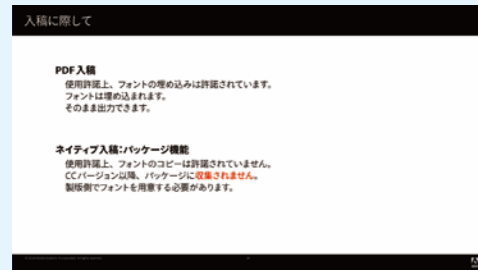 入稿に際して
PDF入稿
使用許諾上、フォントの埋め込みは許諾されています。
フォントは埋め込まれます。
そのまま出力できます。
ネイティブ入稿:パッケージ機能
使用許諾上、フォントのコピーは許諾されていません。
CCバージョン以降、パッケージに収集されません。
製版側でフォントを用意する必要があります。